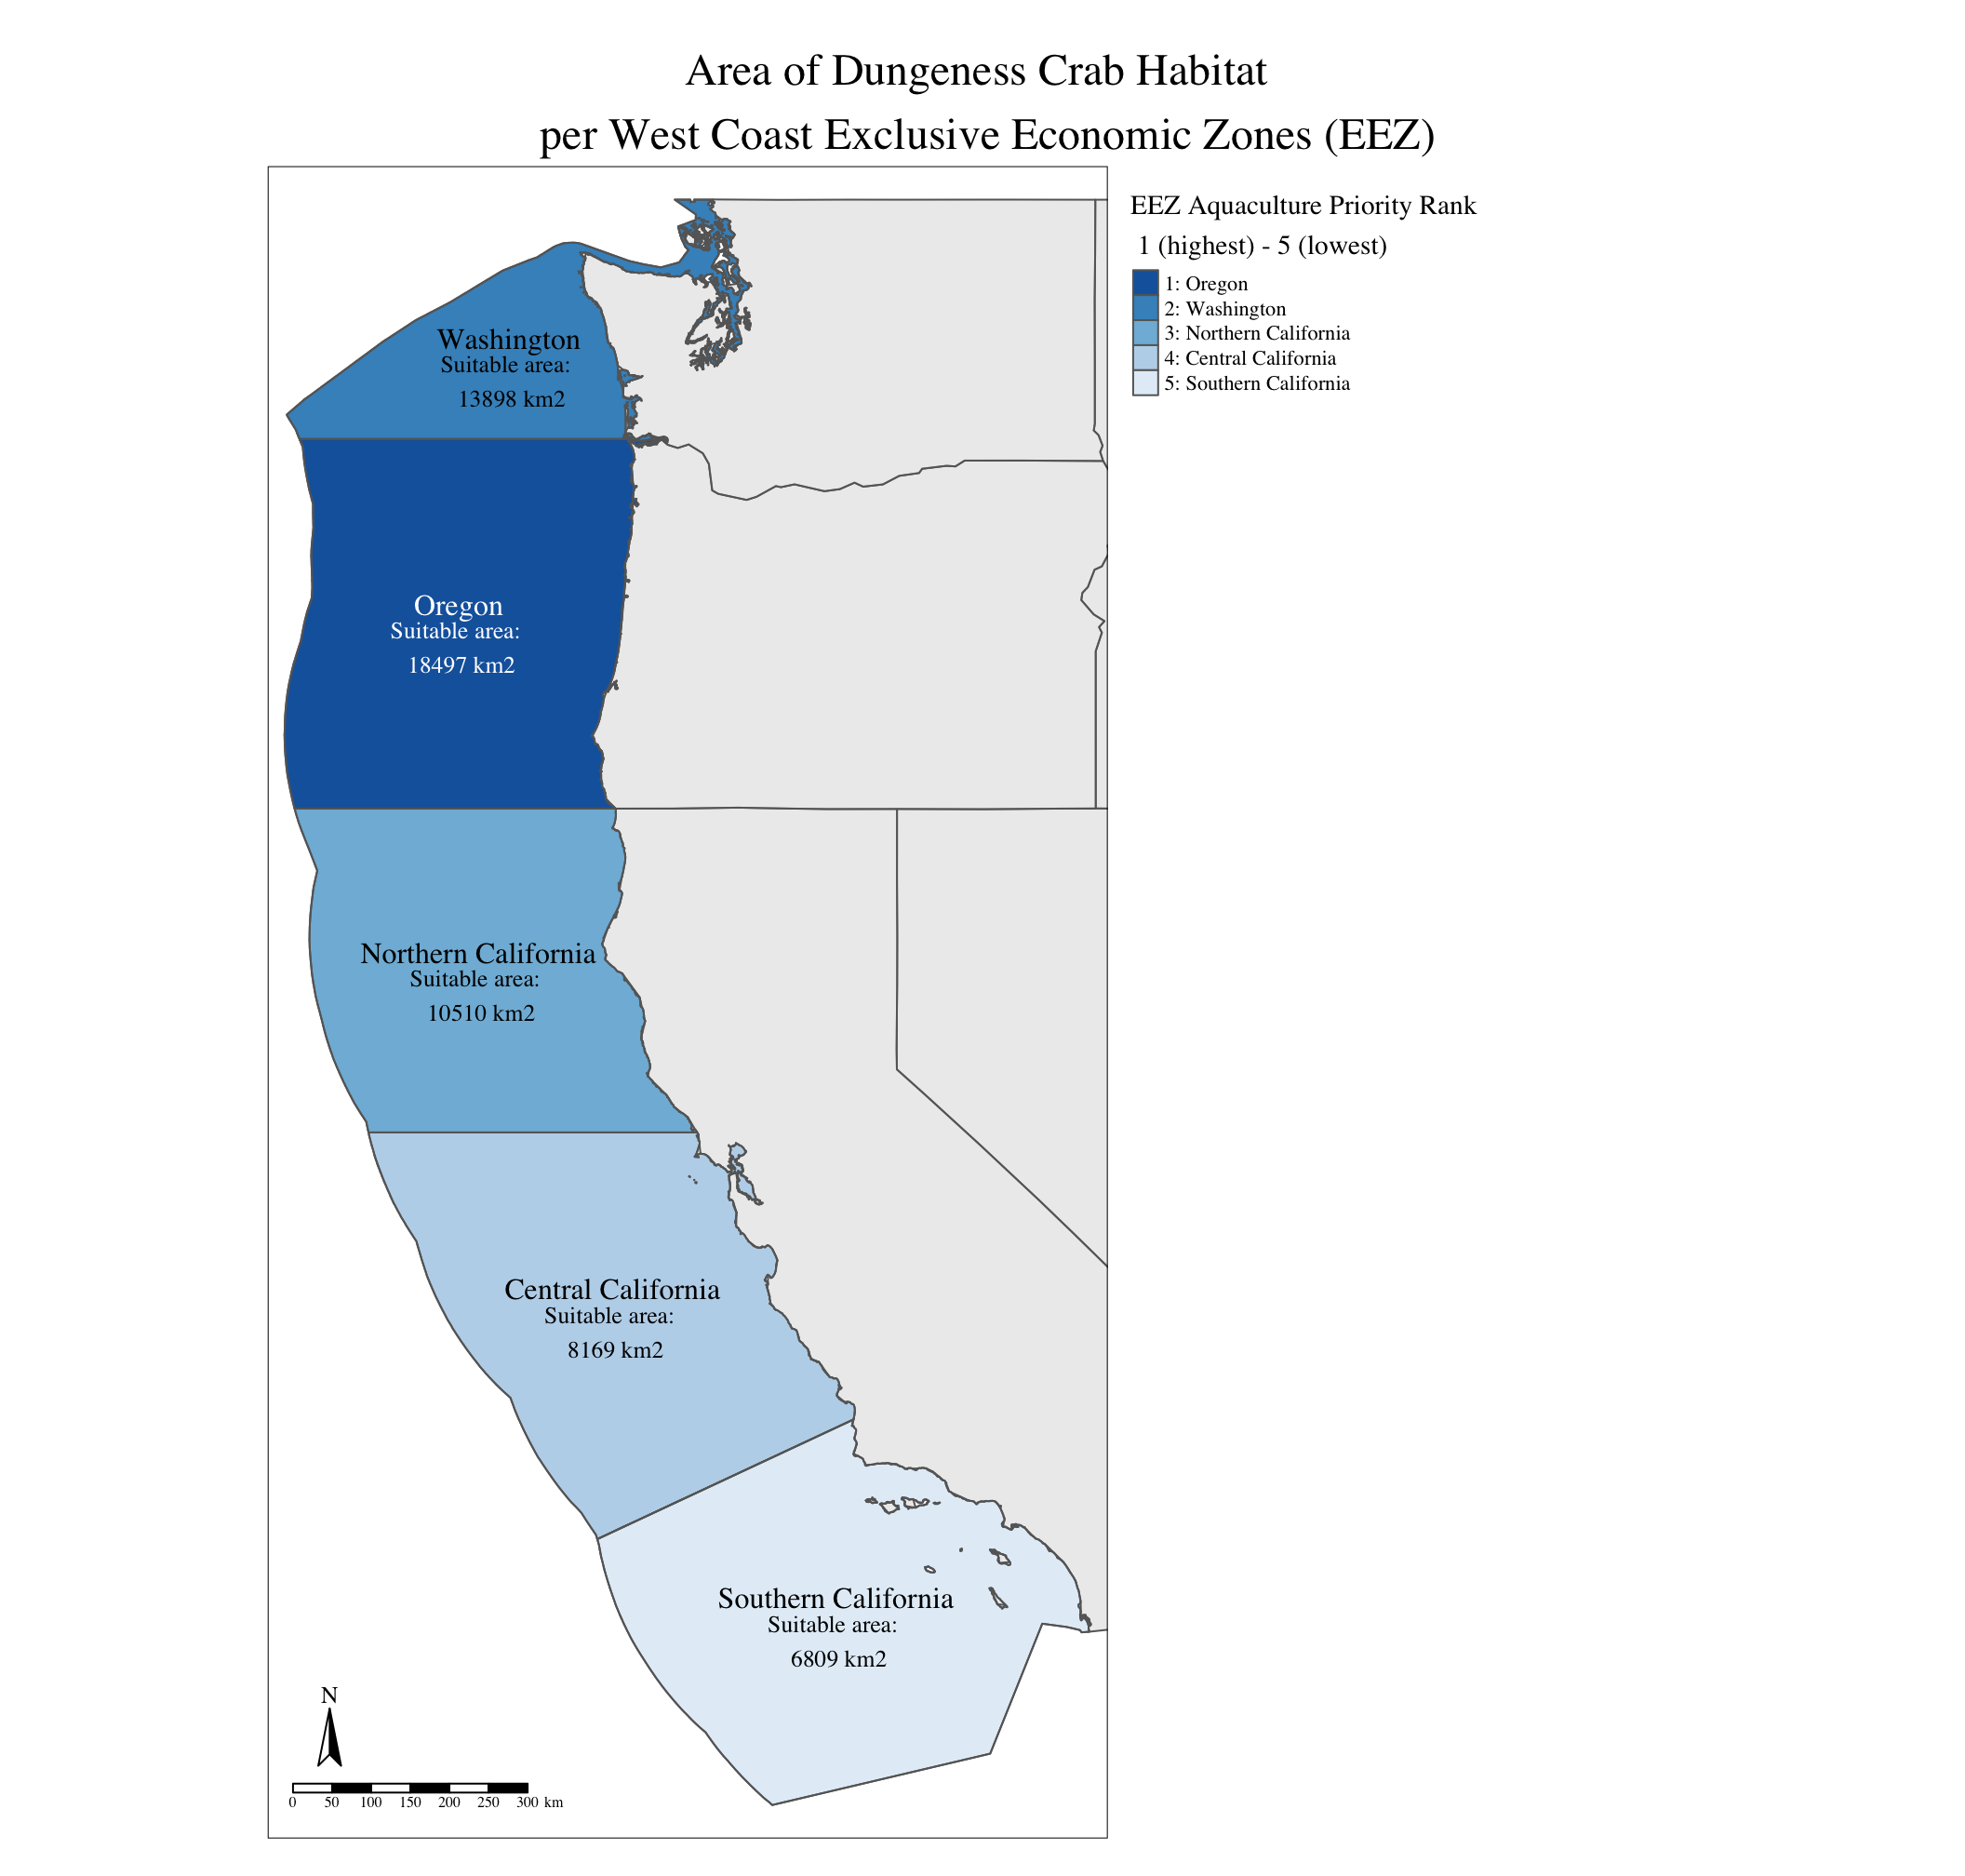 Area of Dungeness Crab Habitat
per West Coast Exclusive Economic Zones (EEZ)
EEZ Aquaculture Priority Rank
1 (highest) - 5 (lowest)
1: Oregon
2: Washington
3: Northern California
4: Central California
5: Southern California
Washington
Suitable area:
13898 km2
Oregon
Suitable area:
18497 km2
Northern California
Suitable area:
10510 km2
Central California
Suitable area:
8169 km2
Southern California
Suitable area:
6809 km2
N
0 50 100 150 200 250 300 km